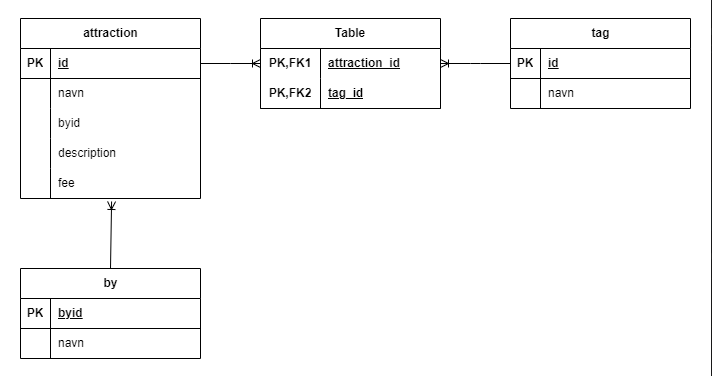 attraction
PK id
navn
byid
description
fee
Table
PK,FK1 attraction_id
PK,FK2 tag_id
tag
PK id
navn
by
PK byid
navn